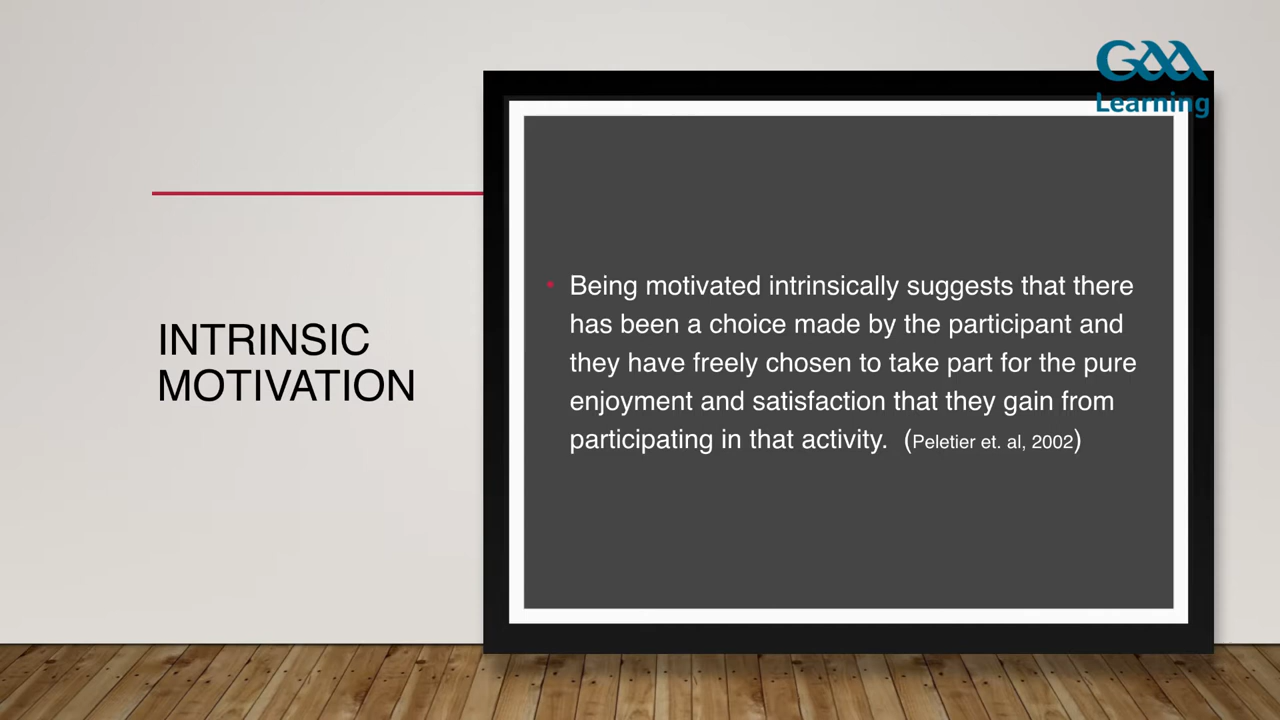 GAA
Learning
INTRINSIC
MOTIVATION
• Being motivated intrinsically suggests that there
has been a choice made by the participant and
they have freely chosen to take part for the pure
enjoyment and satisfaction that they gain from
participating in that activity. (Peletier et. al, 2002)